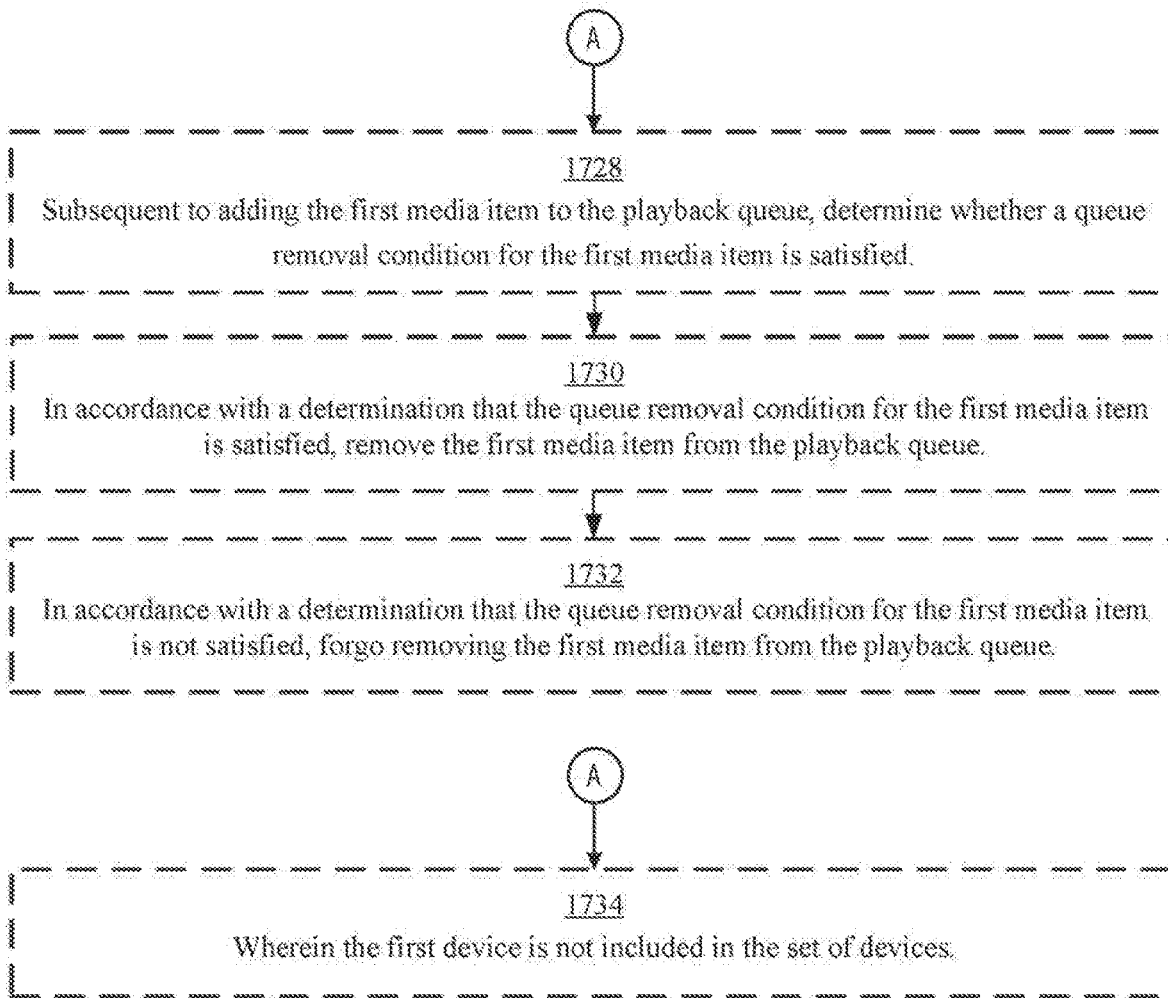 A
1728
Subsequent to adding the first media item to the playback queue, determine whether a queue
removal condition for the first media item is satisfied.
1730
In accordance with a determination that the queue removal condition for the first media item
is satisfied, remove the first media item from the playback queue.
1732
In accordance with a determination that the queue removal condition for the first media item
is not satisfied, forgo removing the first media item from the playback queue.
A
1734
Wherein the first device is not included in the set of devices.